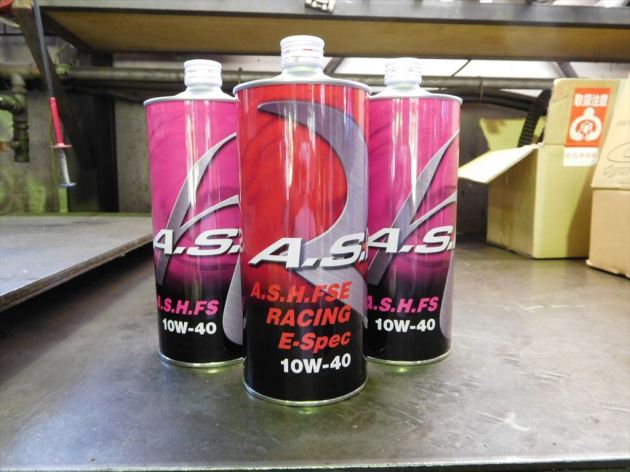 A.S.
A.S.H.FS
10W-40
A.S.
A.S.H.FSE
RACING
E-Spec
10W-40
A.S.
A.S.H.FS
10W-40
取扱注意